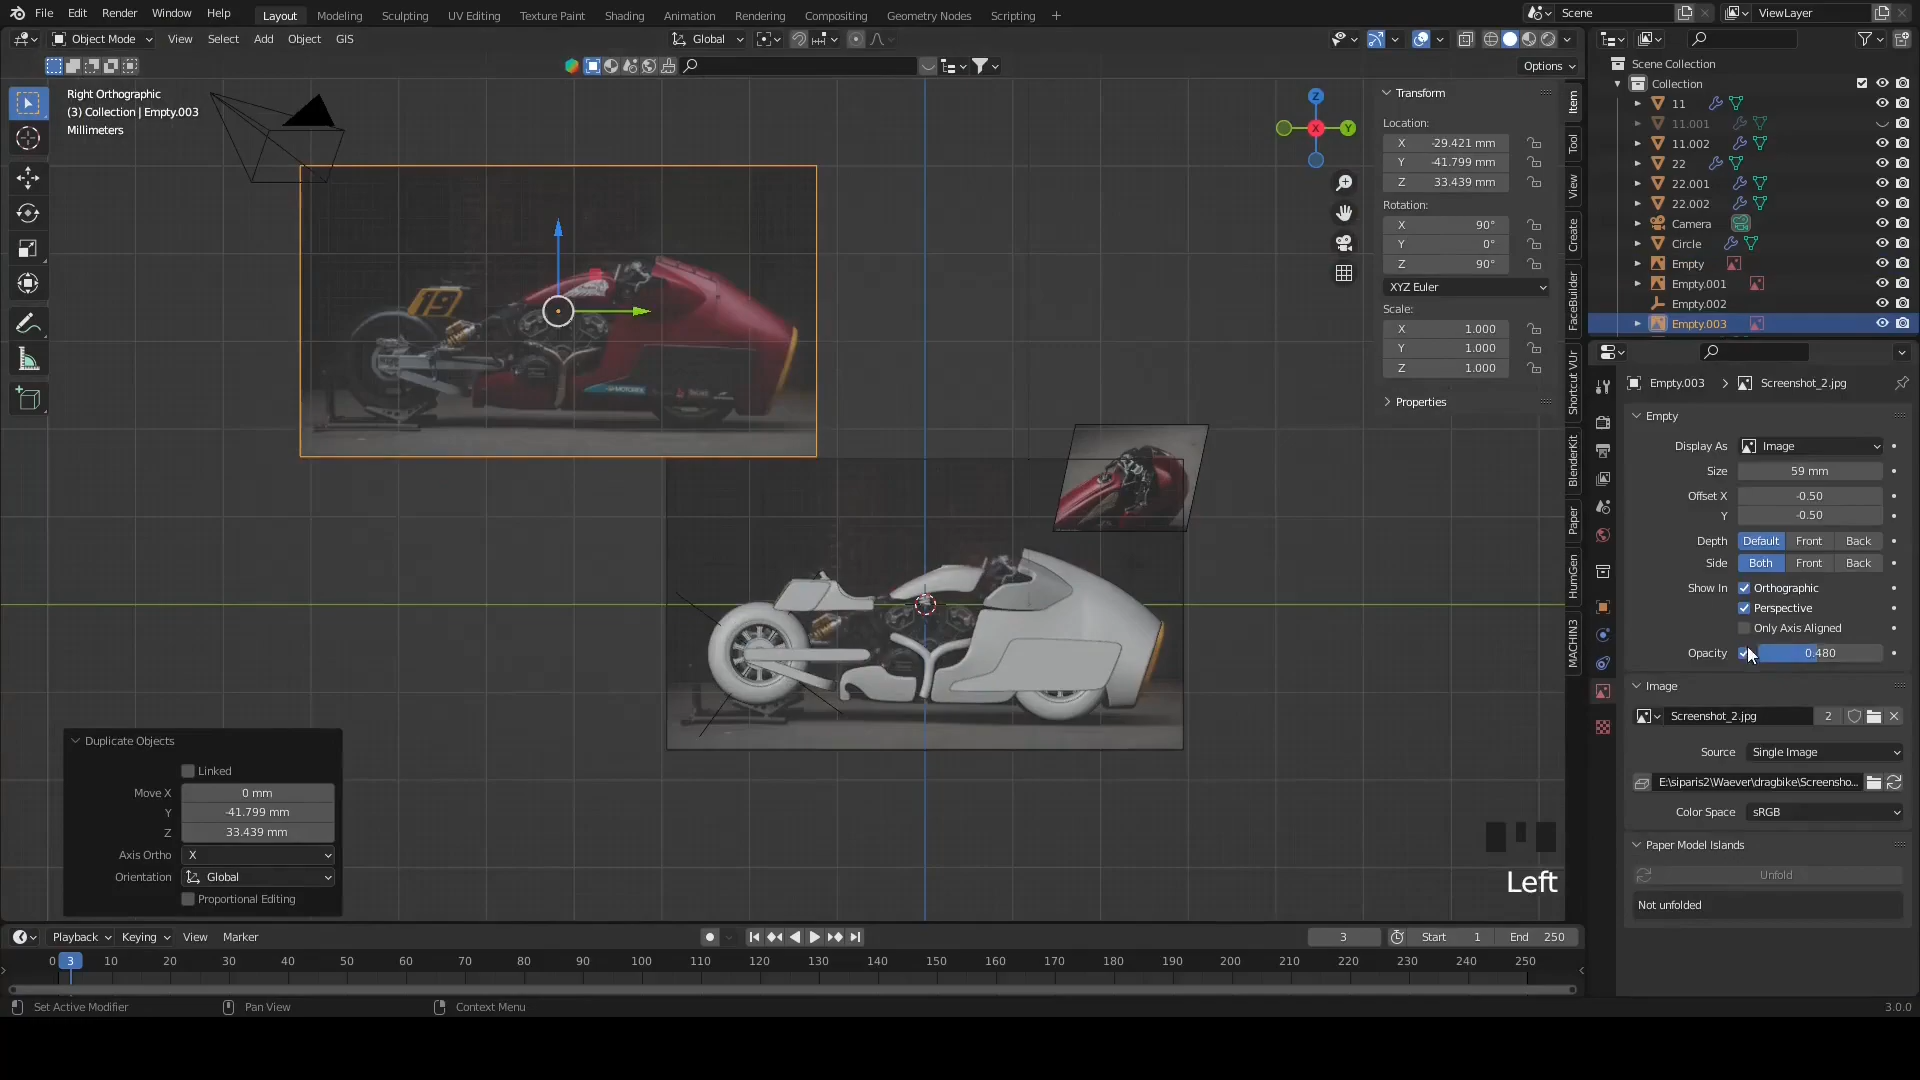 File Edit Render Window Help
Layout Modeling Sculpting UV Editing Texture Paint Shading Animation Rendering Compositing Geometry Nodes Scripting +
Scene
ViewLayer
Object Mode View Select Add Object GIS
Global
Options
Right Orthographic
(3) Collection | Empty.003
Millimeters
Z
X
Y
19
Transform
Location:
X -29.421 mm
Y -41.799 mm
Z 33.439 mm
Rotation:
X 90°
Y 0°
Z 90°
XYZ Euler
Scale:
X 1.000
Y 1.000
Z 1.000
Properties
Item
Tool
View
Create
FaceBuilder
Shortcut VUr
BlenderKit
Paper
HumGen
MACHIN3
Scene Collection
Collection
11
11.001
11.002
22
22.001
22.002
Camera
Circle
Empty
Empty.001
Empty.002
Empty.003
Empty.003 > Screenshot_2.jpg
Empty
Display As Image
Size 59 mm
Offset X -0.50
Y -0.50
Depth Default Front Back
Side Both Front Back
Show In Orthographic
Perspective
Only Axis Aligned
Opacity 0.480
Image
Screenshot_2.jpg 2
Source Single Image
E:\siparis2\Waever\dragbike\Screensho...
Color Space sRGB
Paper Model Islands
Unfold
Not unfolded
Duplicate Objects
Linked
Move X 0 mm
Y -41.799 mm
Z 33.439 mm
Axis Ortho X
Orientation Global
Proportional Editing
Left
Playback Keying View Marker
3 Start 1 End 250
0 3 10 20 30 40 50 60 70 80 90 100 110 120 130 140 150 160 170 180 190 200 210 220 230 240 250
Set Active Modifier Pan View Context Menu 3.0.0